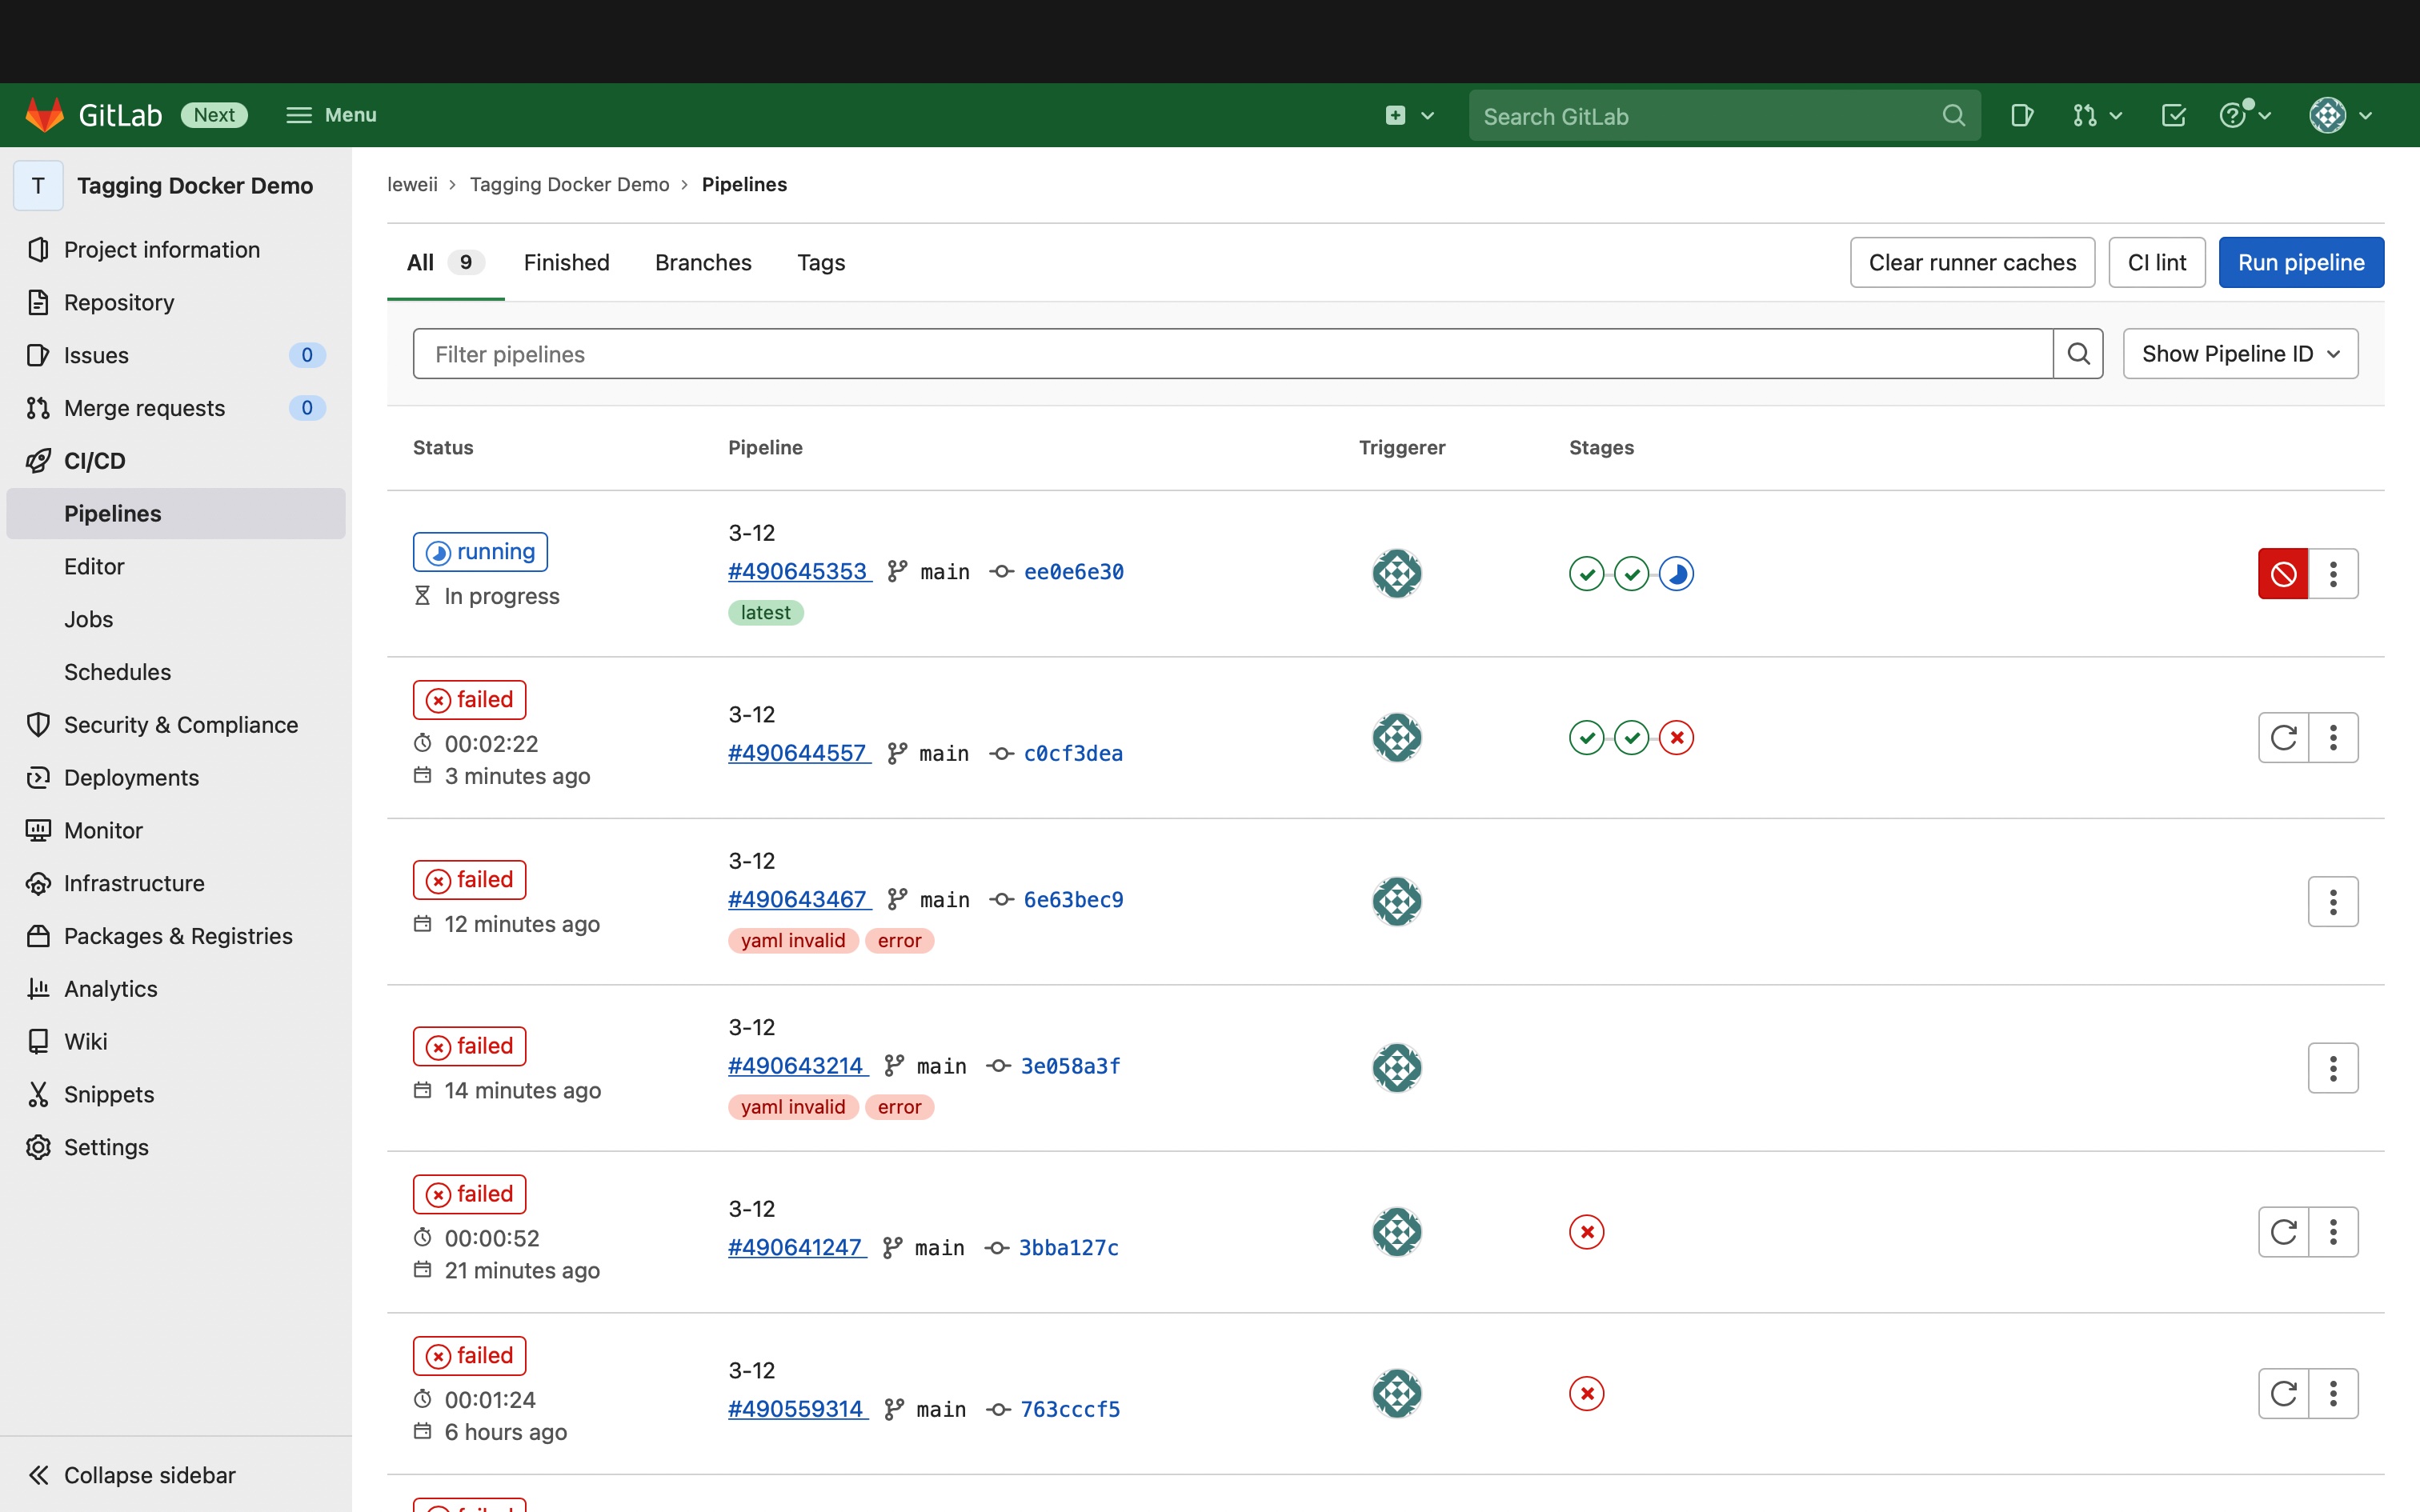 GitLab Next Menu Search GitLab
T Tagging Docker Demo
Project information
Repository
Issues 0
Merge requests 0
CI/CD
Pipelines
Editor
Jobs
Schedules
Security & Compliance
Deployments
Monitor
Infrastructure
Packages & Registries
Analytics
Wiki
Snippets
Settings
Collapse sidebar
leweii › Tagging Docker Demo › Pipelines
All 9 Finished Branches Tags Clear runner caches CI lint Run pipeline
Filter pipelines Show Pipeline ID
Status Pipeline Triggerer Stages
running
In progress
3-12
#490645353 main ee0e6e30
latest
failed
00:02:22
3 minutes ago
3-12
#490644557 main c0cf3dea
failed
12 minutes ago
3-12
#490643467 main 6e63bec9
yaml invalid error
failed
14 minutes ago
3-12
#490643214 main 3e058a3f
yaml invalid error
failed
00:00:52
21 minutes ago
3-12
#490641247 main 3bba127c
failed
00:01:24
6 hours ago
3-12
#490559314 main 763cccf5